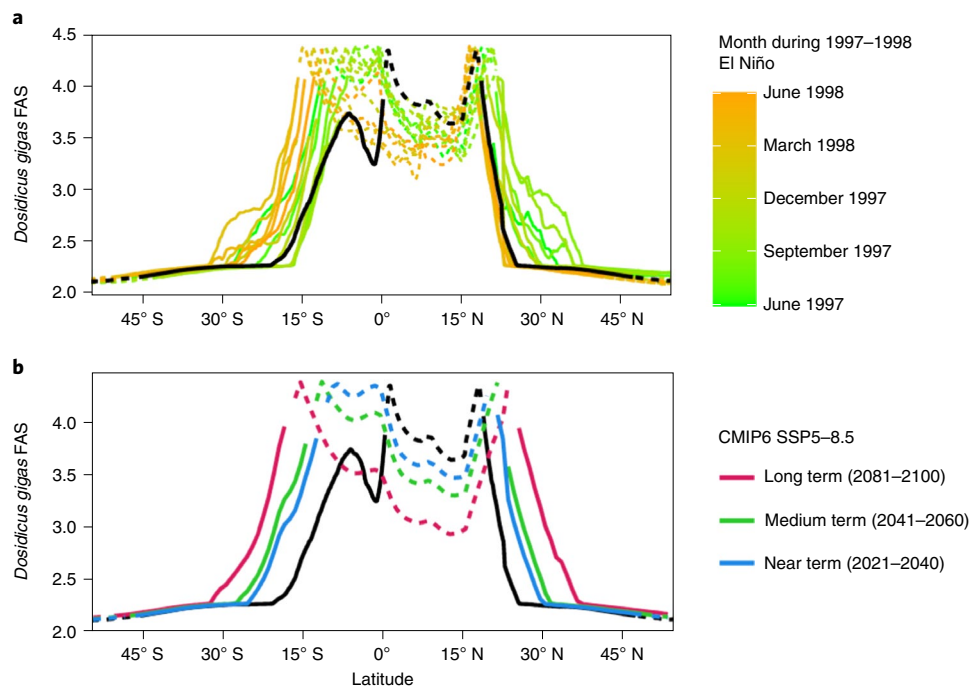 a
4.5
4.0
3.5
3.0
2.5
2.0
Dosidicus gigas FAS
45° S
30° S
15° S
0°
15° N
30° N
45° N
Month during 1997–1998
El Niño
June 1998
March 1998
December 1997
September 1997
June 1997
b
4.0
3.5
3.0
2.5
2.0
Dosidicus gigas FAS
45° S
30° S
15° S
0°
15° N
30° N
45° N
Latitude
CMIP6 SSP5–8.5
Long term (2081–2100)
Medium term (2041–2060)
Near term (2021–2040)